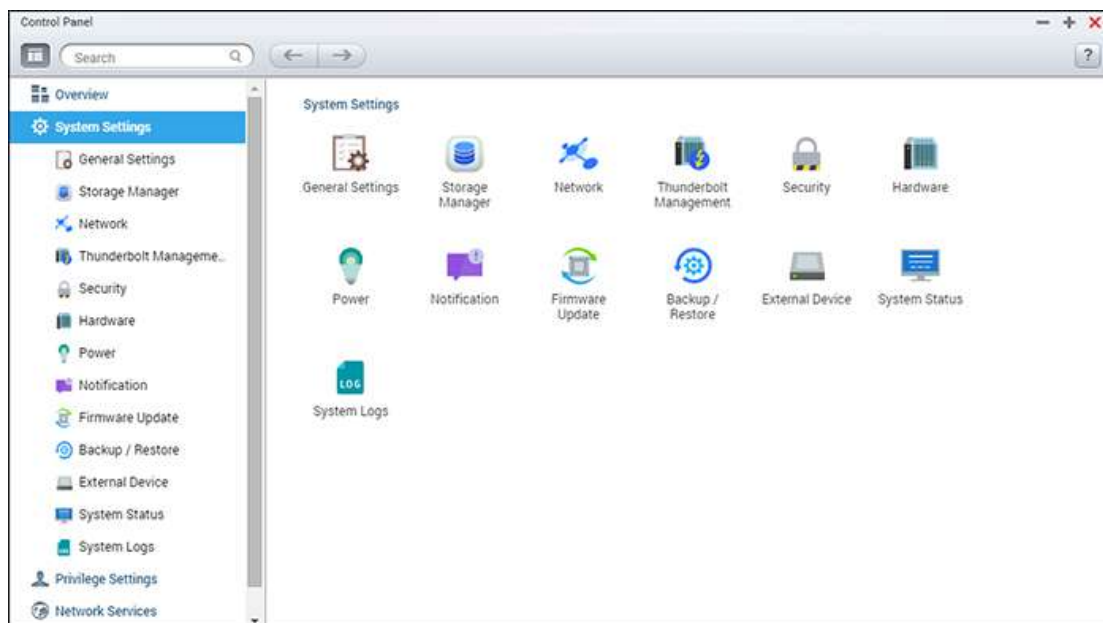 Control Panel
Search
?
Overview
System Settings
General Settings
Storage Manager
Network
Thunderbolt Manageme..
Security
Hardware
Power
Notification
Firmware Update
Backup / Restore
External Device
System Status
System Logs
Privilege Settings
Network Services
System Settings
General Settings
Storage
Manager
Network
Thunderbolt
Management
Security
Hardware
Power
Notification
Firmware
Update
Backup /
Restore
External Device
System Status
LOG
System Logs